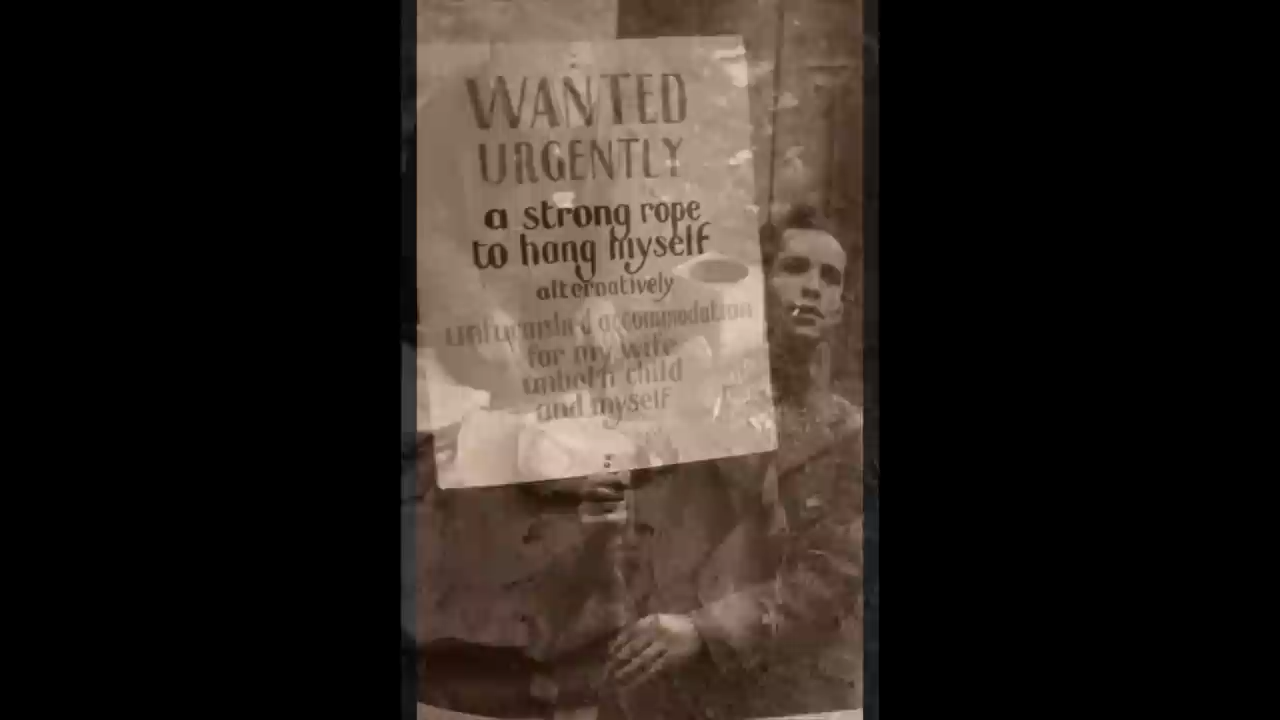 WANTED
URGENTLY
a strong rope
to hang myself
alternatively
unfurnished accommodation
for my wife
unborn child
and myself